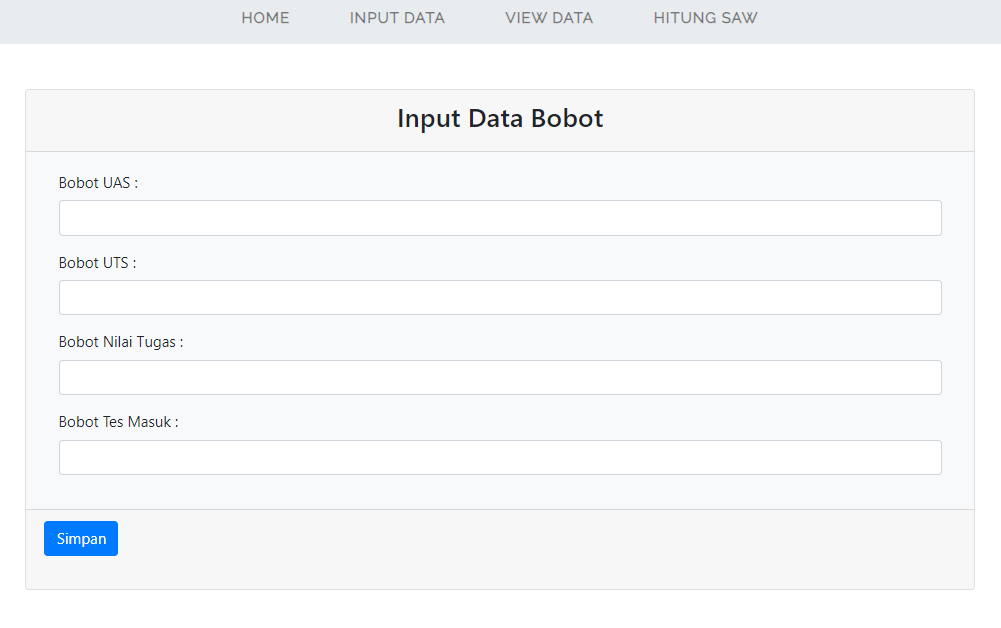 HOME INPUT DATA VIEW DATA HITUNG SAW
Input Data Bobot
Bobot UAS :
Bobot UTS :
Bobot Nilai Tugas :
Bobot Tes Masuk :
Simpan